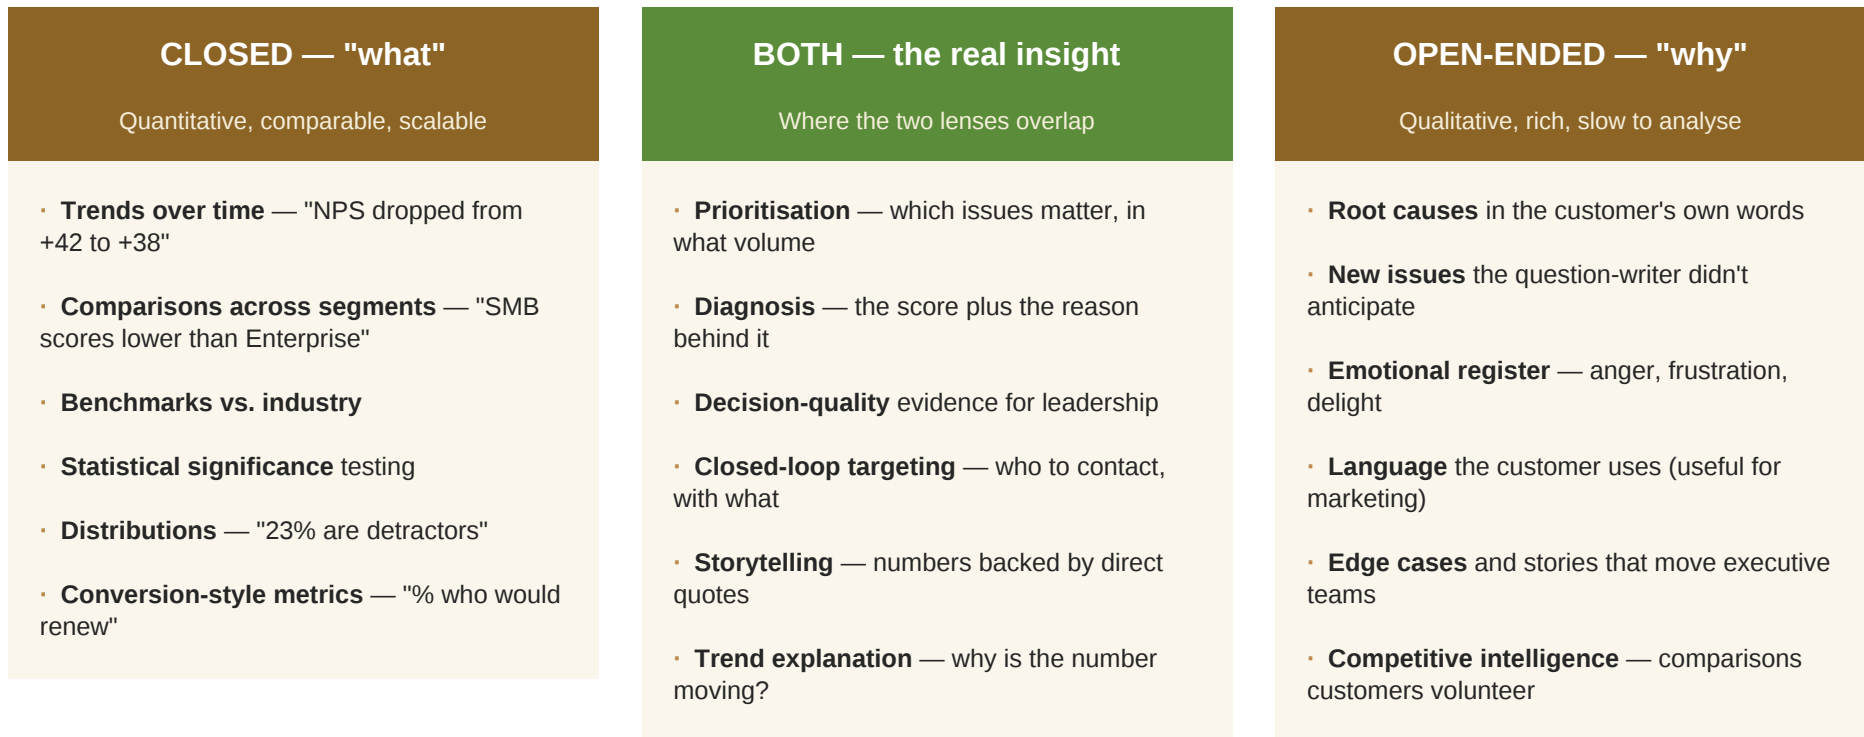 CLOSED — "what"
Quantitative, comparable, scalable
· Trends over time — "NPS dropped from
+42 to +38"
· Comparisons across segments — "SMB
scores lower than Enterprise"
· Benchmarks vs. industry
· Statistical significance testing
· Distributions — "23% are detractors"
· Conversion-style metrics — "% who would
renew"
BOTH — the real insight
Where the two lenses overlap
· Prioritisation — which issues matter, in
what volume
· Diagnosis — the score plus the reason
behind it
· Decision-quality evidence for leadership
· Closed-loop targeting — who to contact,
with what
· Storytelling — numbers backed by direct
quotes
· Trend explanation — why is the number
moving?
OPEN-ENDED — "why"
Qualitative, rich, slow to analyse
· Root causes in the customer's own words
· New issues the question-writer didn't
anticipate
· Emotional register — anger, frustration,
delight
· Language the customer uses (useful for
marketing)
· Edge cases and stories that move executive
teams
· Competitive intelligence — comparisons
customers volunteer